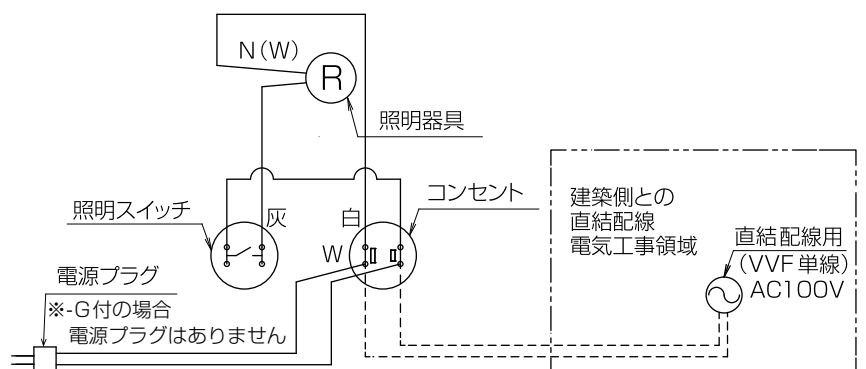 N(W)
R
照明器具
照明スイッチ
灰
白
コンセント
W
電源プラグ
※-G付の場合
電源プラグはありません
建築側との
直結配線
電気工事領域
直結配線用
(VVF単線)
AC100V